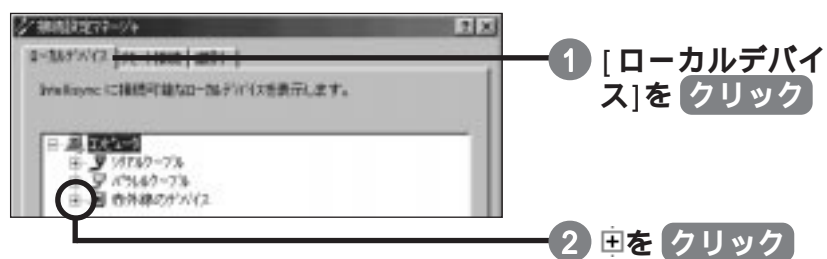 接続設定マネージャ
ローカルデバイス
Intellisync に接続可能なローカルデバイスを表示します。
コンピュータ
シリアルケーブル
パラレルケーブル
赤外線のデバイス
1 [ローカルデバイ
ス]を クリック
2 ⊞を クリック